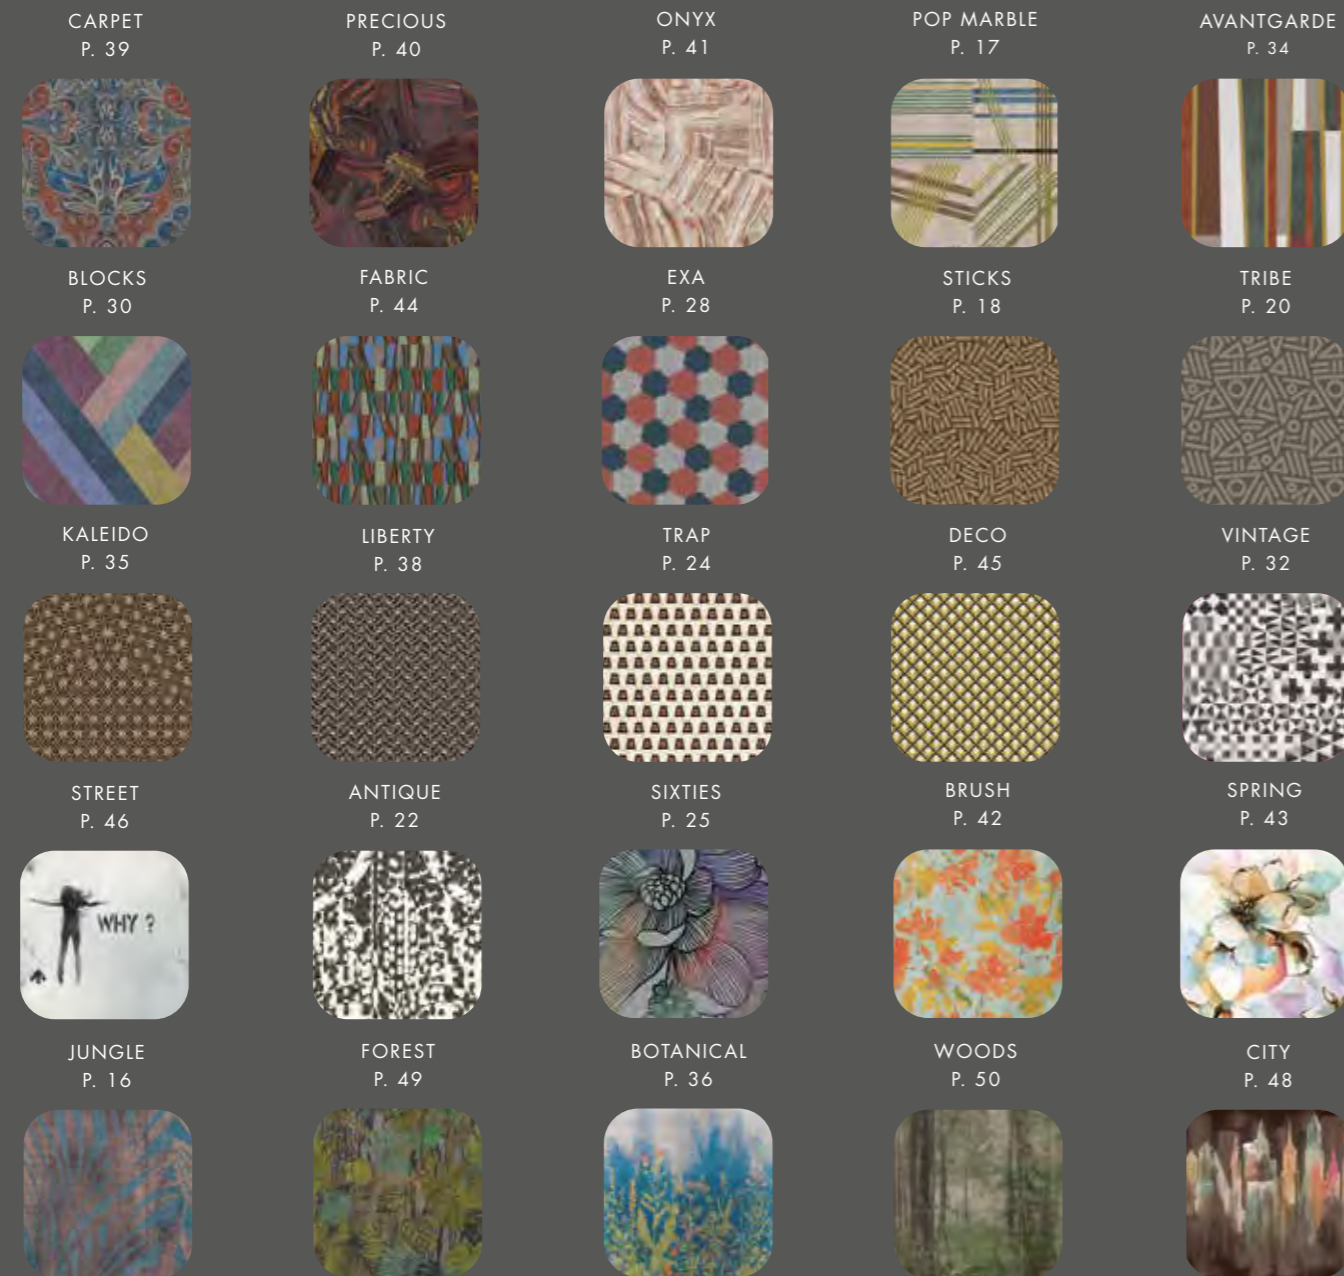 CARPET
P. 39
PRECIOUS
P. 40
ONYX
P. 41
POP MARBLE
P. 17
AVANTGARDE
P. 34
BLOCKS
P. 30
FABRIC
P. 44
EXA
P. 28
STICKS
P. 18
TRIBE
P. 20
KALEIDO
P. 35
LIBERTY
P. 38
TRAP
P. 24
DECO
P. 45
VINTAGE
P. 32
STREET
P. 46
ANTIQUE
P. 22
SIXTIES
P. 25
BRUSH
P. 42
SPRING
P. 43
WHY ?
JUNGLE
P. 16
FOREST
P. 49
BOTANICAL
P. 36
WOODS
P. 50
CITY
P. 48